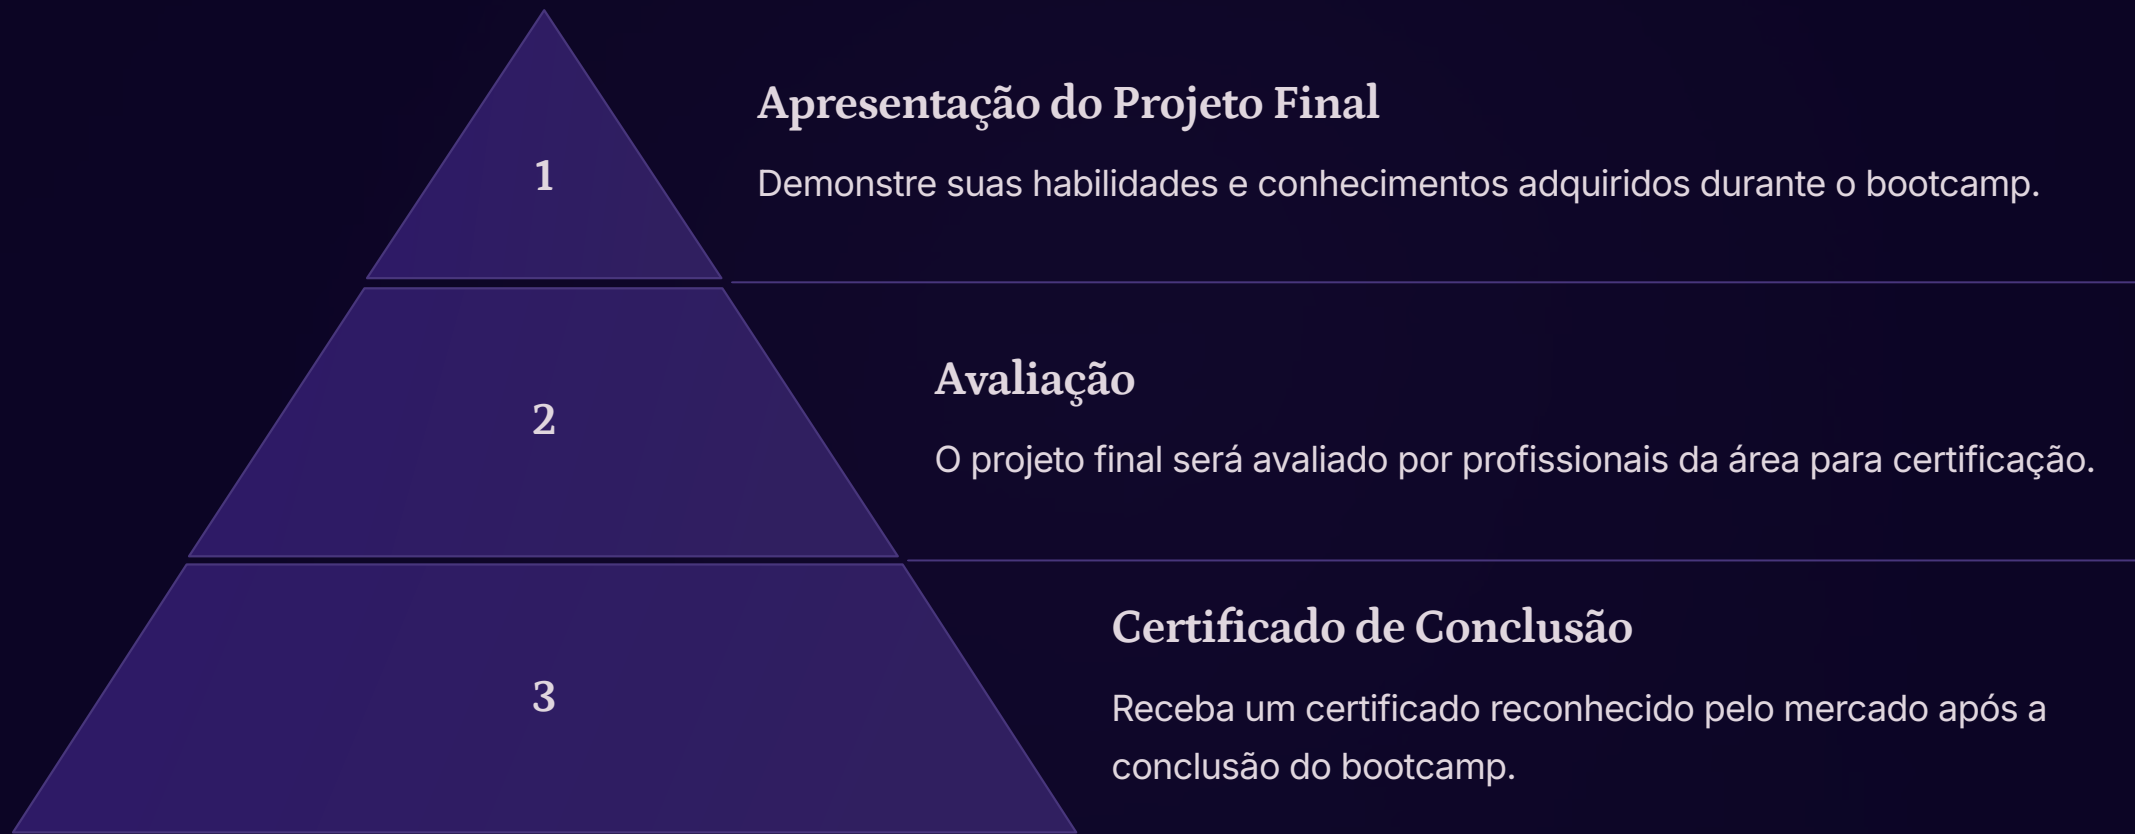 1
Apresentação do Projeto Final
Demonstre suas habilidades e conhecimentos adquiridos durante o bootcamp.
2
Avaliação
O projeto final será avaliado por profissionais da área para certificação.
3
Certificado de Conclusão
Receba um certificado reconhecido pelo mercado após a
conclusão do bootcamp.